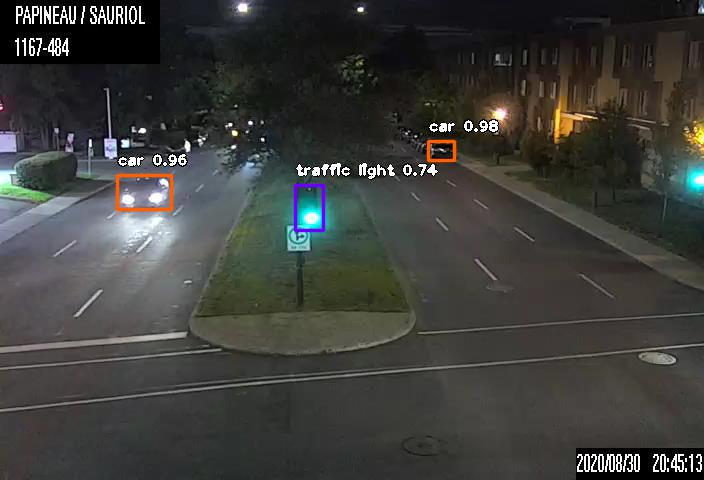 PAPINEAU / SAURIOL
1167-484
car 0.98
car 0.96
traffic light 0.74
2020/08/30 20:45:13